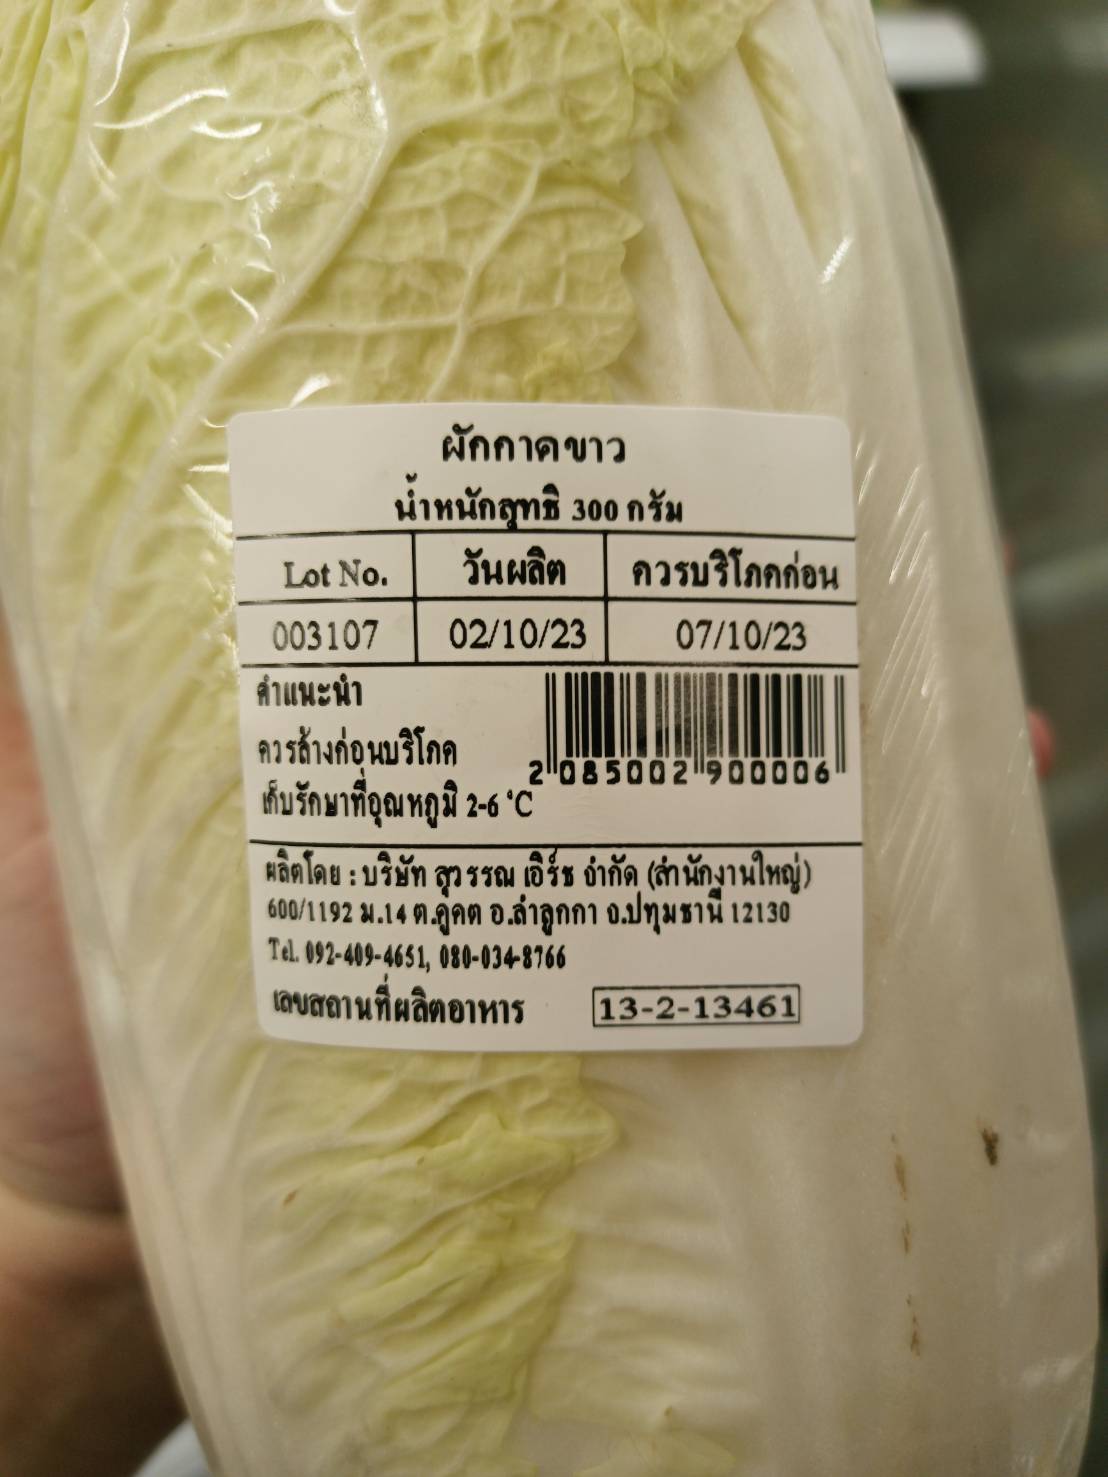 ผักกาดขาว
น้ำหนักสุทธิ 300 กรัม
Lot No. วันผลิต ควรบริโภคก่อน
003107 02/10/23 07/10/23
คำแนะนำ
ควรล้างก่อนบริโภค
เก็บรักษาที่อุณหภูมิ 2-6 °C
2 085002 900006
ผลิตโดย : บริษัท สุวรรณ เอิร์ธ จำกัด (สำนักงานใหญ่)
600/1192 ม.14 ต.คูคต อ.ลำลูกกา จ.ปทุมธานี 12130
Tel. 092-409-4651, 080-034-8766
เลขสถานที่ผลิตอาหาร 13-2-13461